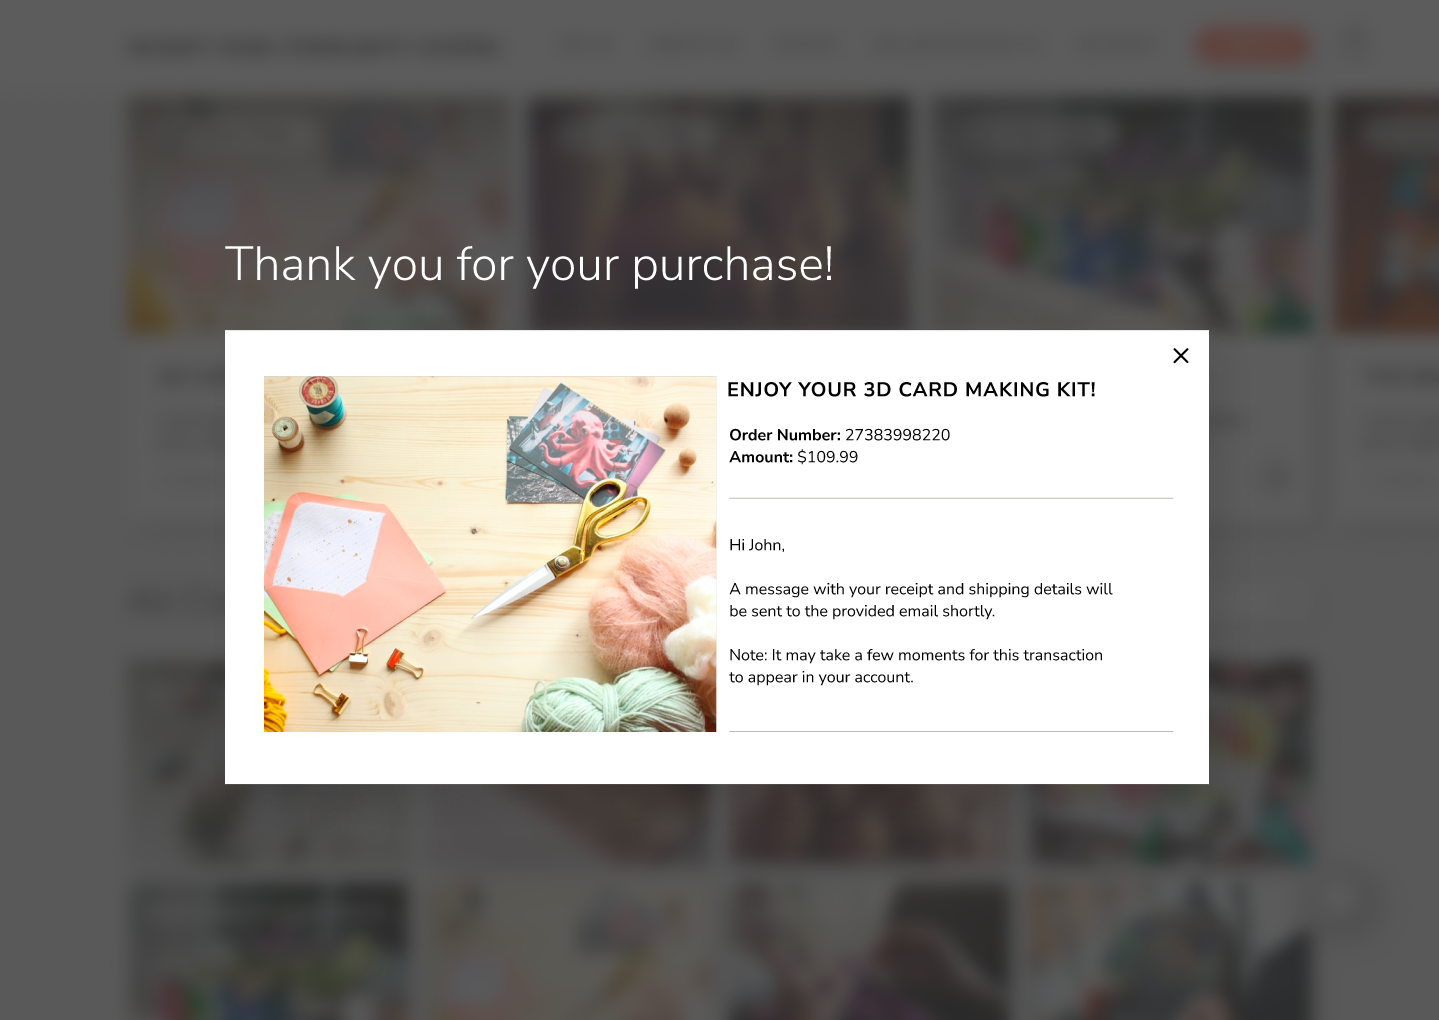 Thank you for your purchase!
ENJOY YOUR 3D CARD MAKING KIT!
Order Number: 27383998220
Amount: $109.99
Hi John,
A message with your receipt and shipping details will
be sent to the provided email shortly.
Note: It may take a few moments for this transaction
to appear in your account.